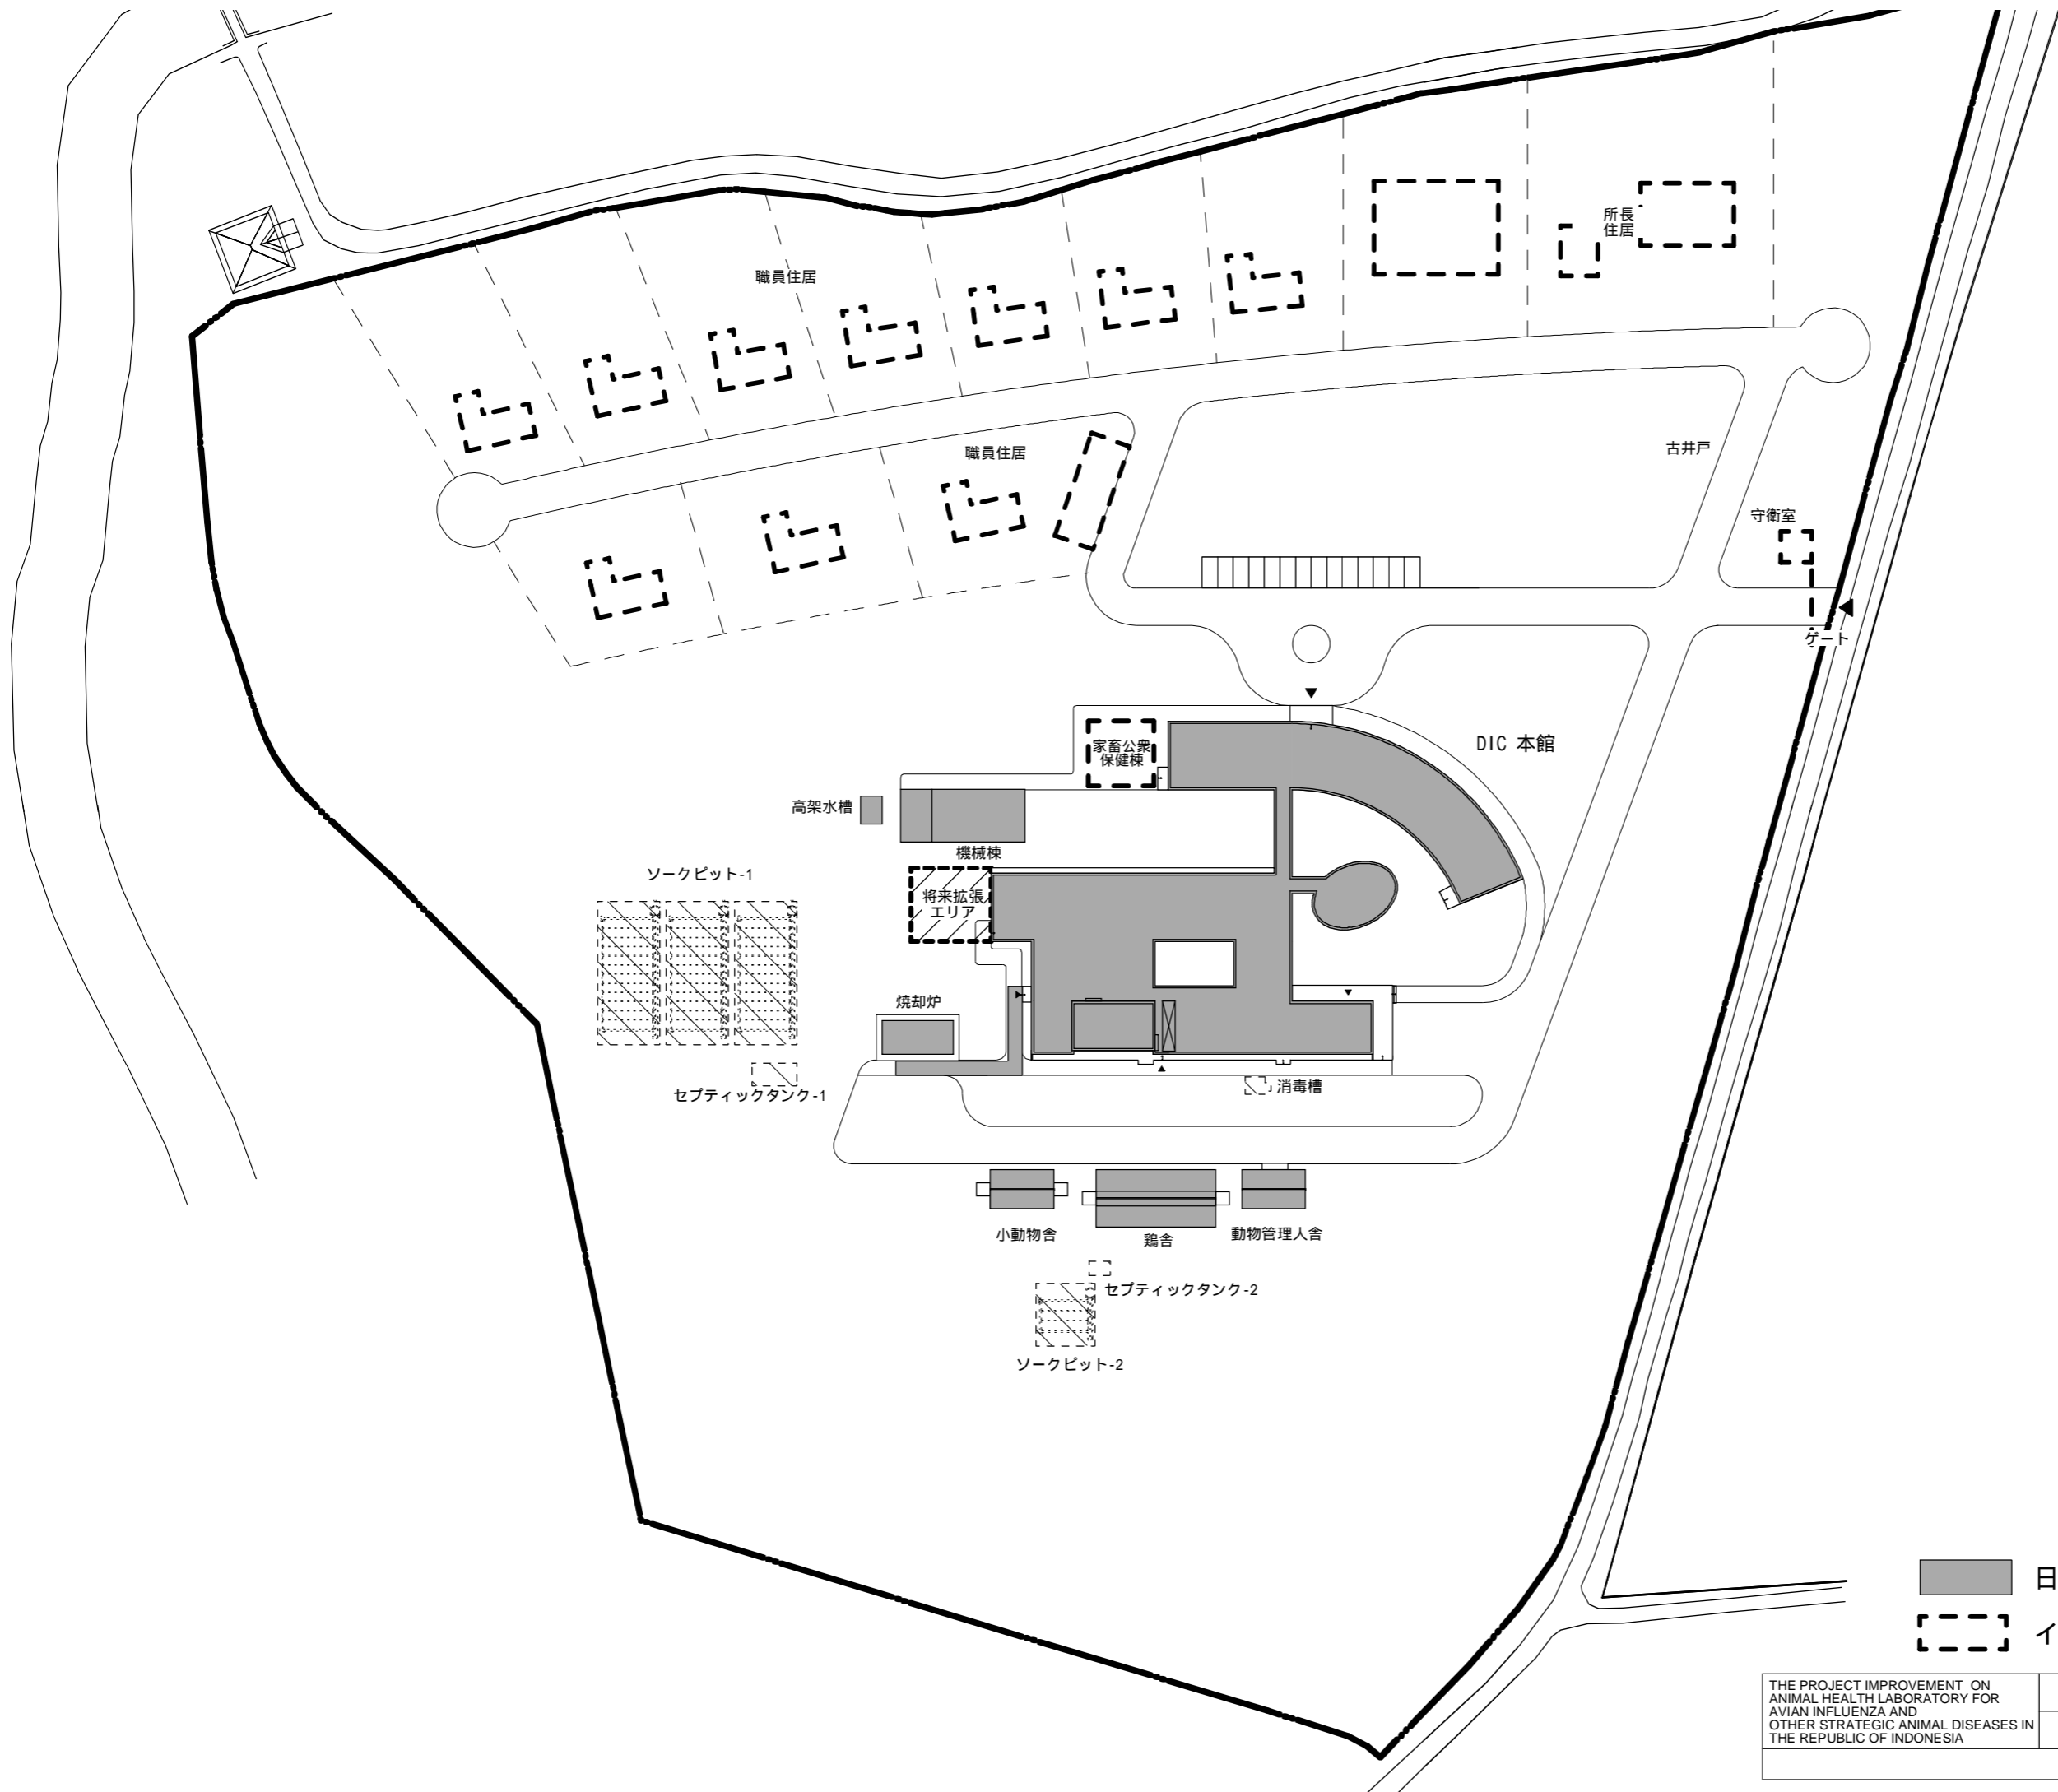 所長
住居
職員住居
職員住居
古井戸
守衛室
ゲート
DIC 本館
家畜公衆
保健棟
高架水槽
機械棟
ソークピット-1
将来拡張
エリア
焼却炉
セプティックタンク-1
消毒槽
小動物舎
鶏舎
動物管理人舎
セプティックタンク-2
ソークピット-2
日
イ
THE PROJECT IMPROVEMENT ON
ANIMAL HEALTH LABORATORY FOR
AVIAN INFLUENZA AND
OTHER STRATEGIC ANIMAL DISEASES IN
THE REPUBLIC OF INDONESIA